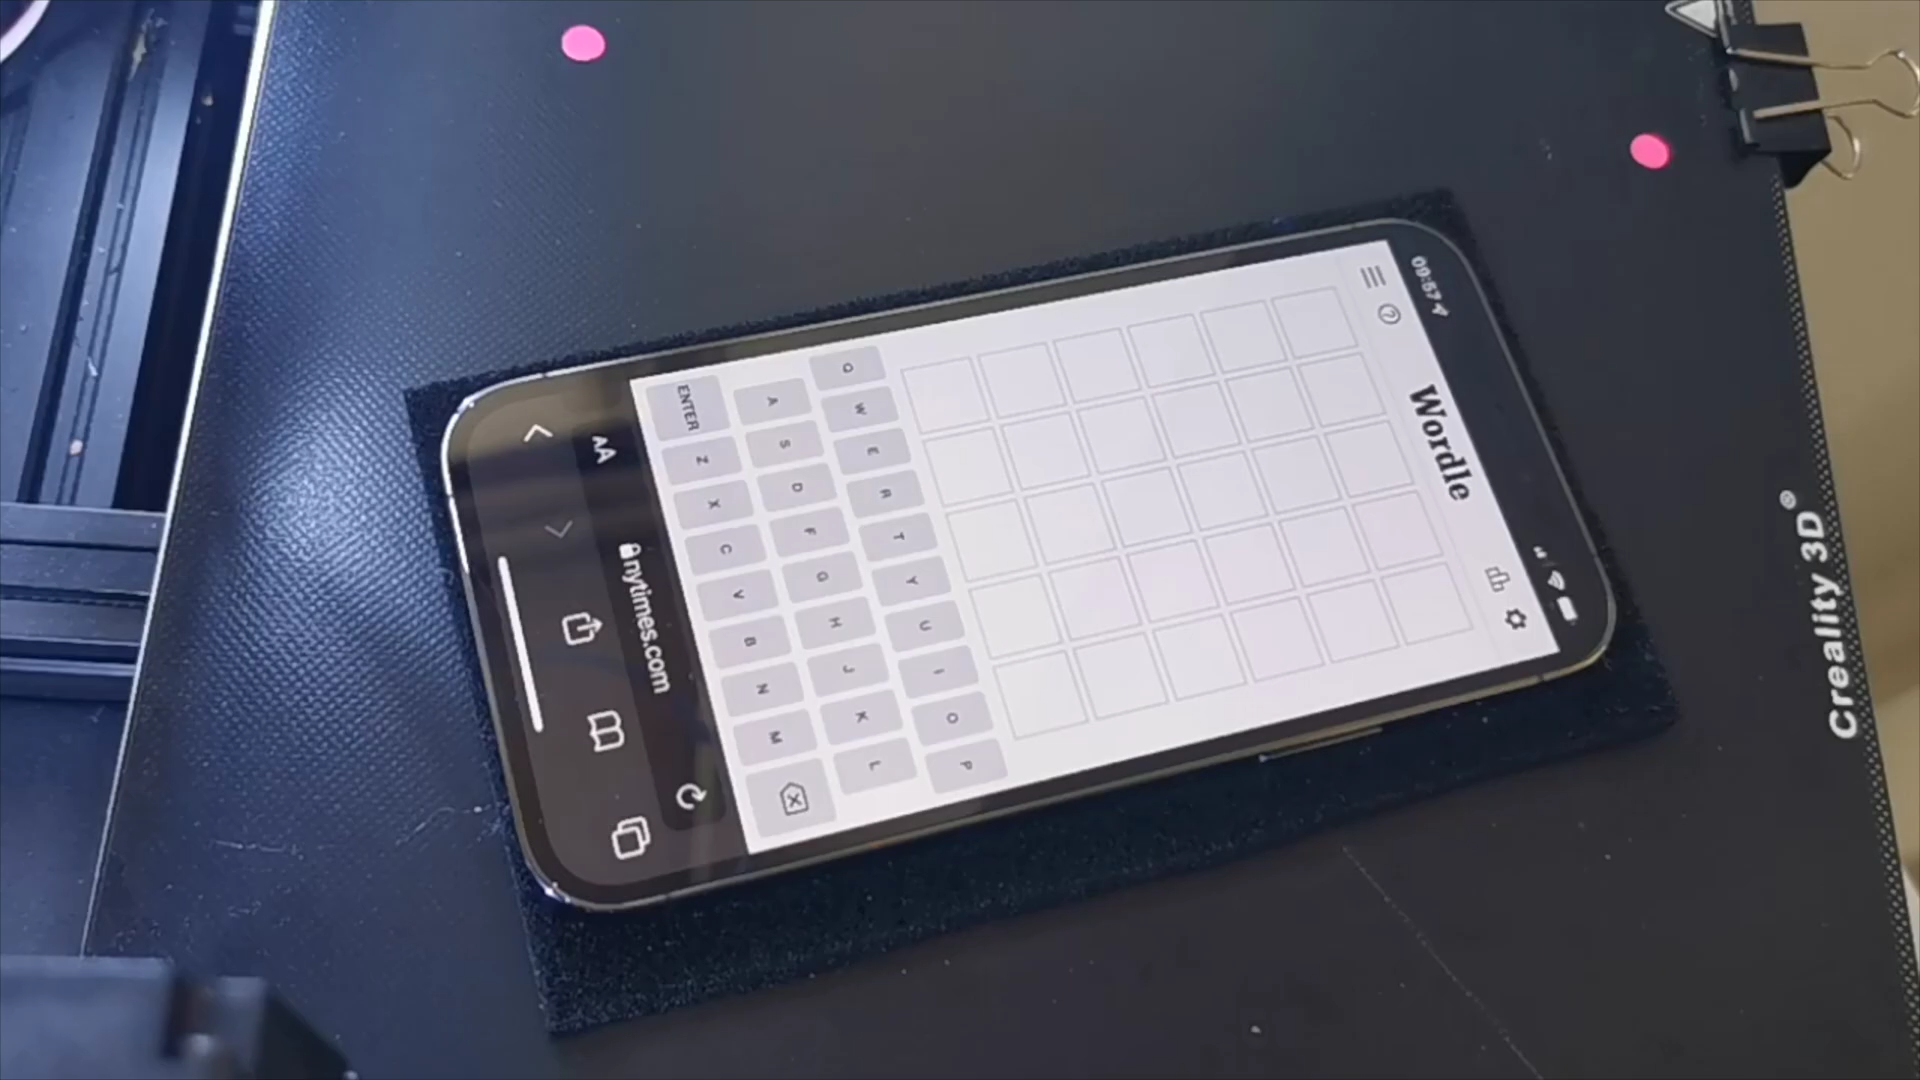 09:57
Wordle
Q W E R T Y U I O P
A S D F G H J K L
ENTER Z X C V B N M
AA nytimes.com
Creality 3D®